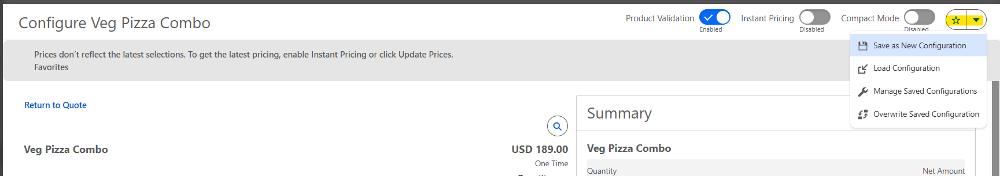 Configure Veg Pizza Combo
Product Validation
Enabled
Instant Pricing
Disabled
Compact Mode
Disabled
Save as New Configuration
Load Configuration
Manage Saved Configurations
Overwrite Saved Configuration
Prices don't reflect the latest selections. To get the latest pricing, enable Instant Pricing or click Update Prices.
Favorites
Return to Quote
Veg Pizza Combo
USD 189.00
One Time
Summary
Veg Pizza Combo
Quantity
Net Amount